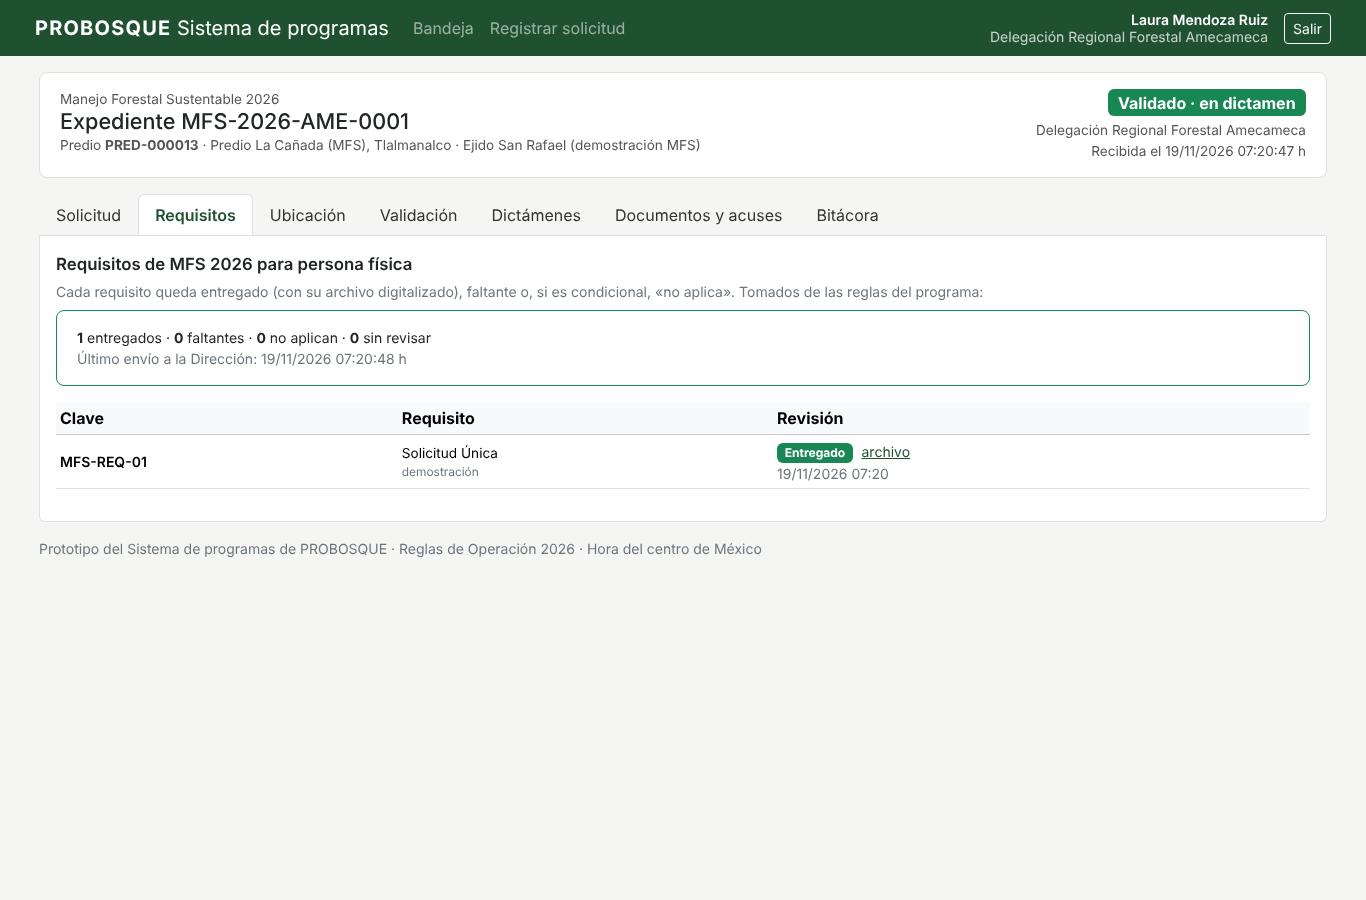 PROBOSQUE Sistema de programas
Bandeja
Registrar solicitud
Laura Mendoza Ruiz
Delegación Regional Forestal Amecameca
Salir
Manejo Forestal Sustentable 2026
Expediente MFS-2026-AME-0001
Predio PRED-000013 · Predio La Cañada (MFS), Tlalmanalco · Ejido San Rafael (demostración MFS)
Validado · en dictamen
Delegación Regional Forestal Amecameca
Recibida el 19/11/2026 07:20:47 h
Solicitud
Requisitos
Ubicación
Validación
Dictámenes
Documentos y acuses
Bitácora
Requisitos de MFS 2026 para persona física
Cada requisito queda entregado (con su archivo digitalizado), faltante o, si es condicional, «no aplica». Tomados de las reglas del programa:
1 entregados · 0 faltantes · 0 no aplican · 0 sin revisar
Último envío a la Dirección: 19/11/2026 07:20:48 h
Clave
Requisito
Revisión
MFS-REQ-01
Solicitud Única
demostración
Entregado archivo
19/11/2026 07:20
Prototipo del Sistema de programas de PROBOSQUE · Reglas de Operación 2026 · Hora del centro de México